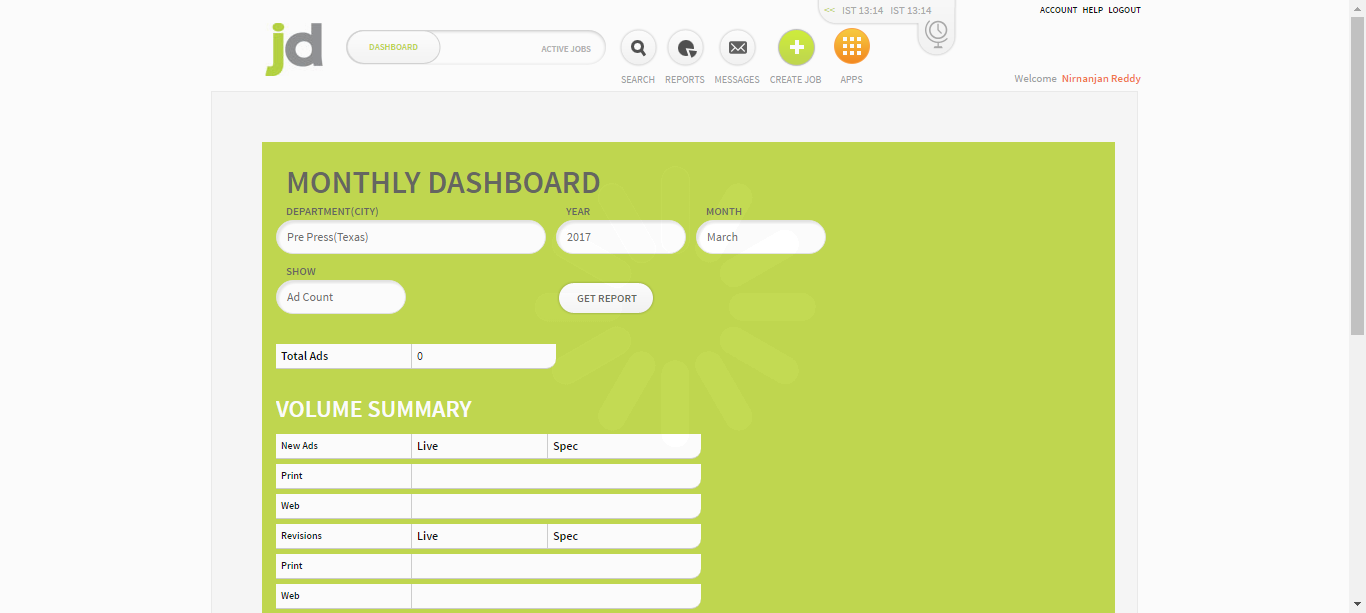 << IST 13:14 IST 13:14
ACCOUNT HELP LOGOUT
jd
DASHBOARD
ACTIVE JOBS
SEARCH REPORTS MESSAGES CREATE JOB APPS
Welcome Nirnanjan Reddy
MONTHLY DASHBOARD
DEPARTMENT(CITY) YEAR MONTH
Pre Press(Texas) 2017 March
SHOW
Ad Count GET REPORT
Total Ads 0
VOLUME SUMMARY
New Ads Live Spec
Print
Web
Revisions Live Spec
Print
Web